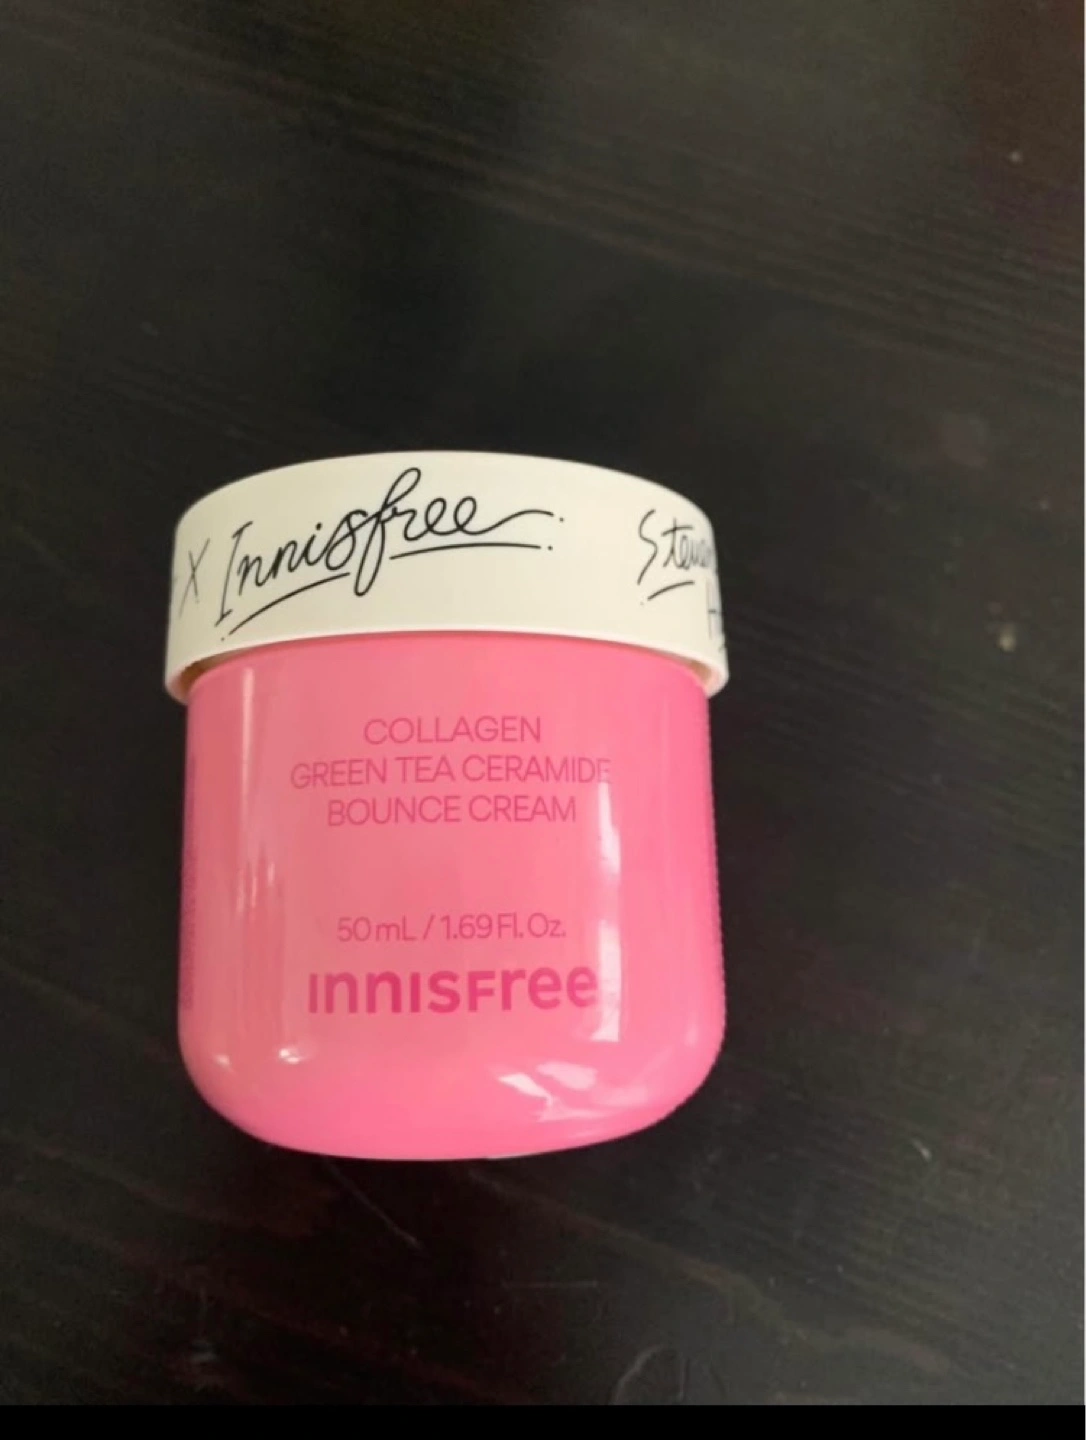 X Innisfree
COLLAGEN
GREEN TEA CERAMIDE
BOUNCE CREAM
50 mL / 1.69 Fl. Oz.
innisfree